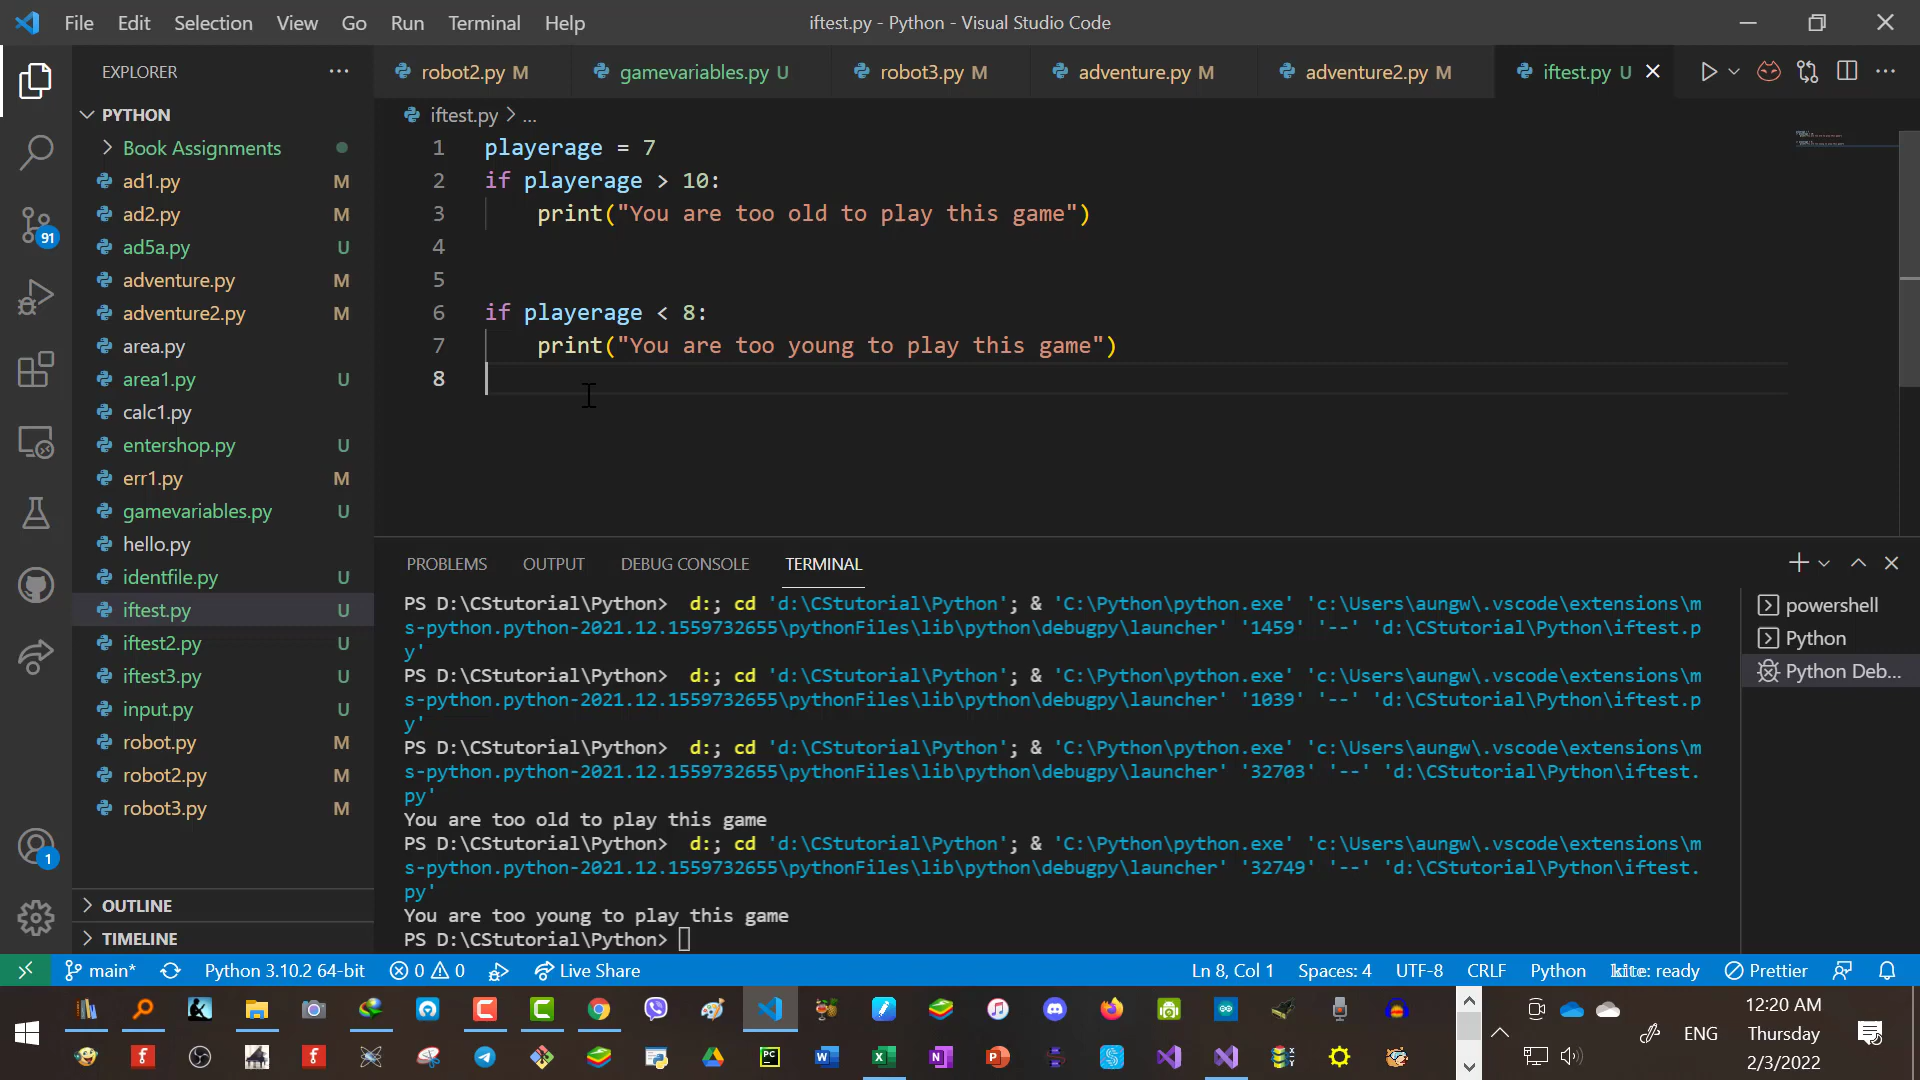 File Edit Selection View Go Run Terminal Help iftest.py - Python - Visual Studio Code
EXPLORER
PYTHON
Book Assignments
ad1.py M
ad2.py M
ad5a.py U
adventure.py M
adventure2.py M
area.py
area1.py U
calc1.py
entershop.py U
err1.py M
gamevariables.py U
hello.py
identfile.py U
iftest.py U
iftest2.py U
iftest3.py U
input.py U
robot.py M
robot2.py M
robot3.py M
OUTLINE
TIMELINE
91
1
robot2.py M gamevariables.py U robot3.py M adventure.py M adventure2.py M iftest.py U
iftest.py > ...
1 playerage = 7
2 if playerage > 10:
3 print("You are too old to play this game")
4
5
6 if playerage < 8:
7 print("You are too young to play this game")
8
PROBLEMS OUTPUT DEBUG CONSOLE TERMINAL
PS D:\CStutorial\Python> d:; cd 'd:\CStutorial\Python'; & 'C:\Python\python.exe' 'c:\Users\aungw\.vscode\extensions\m
s-python.python-2021.12.1559732655\pythonFiles\lib\python\debugpy\launcher' '1459' '--' 'd:\CStutorial\Python\iftest.p
y'
PS D:\CStutorial\Python> d:; cd 'd:\CStutorial\Python'; & 'C:\Python\python.exe' 'c:\Users\aungw\.vscode\extensions\m
s-python.python-2021.12.1559732655\pythonFiles\lib\python\debugpy\launcher' '1039' '--' 'd:\CStutorial\Python\iftest.p
y'
PS D:\CStutorial\Python> d:; cd 'd:\CStutorial\Python'; & 'C:\Python\python.exe' 'c:\Users\aungw\.vscode\extensions\m
s-python.python-2021.12.1559732655\pythonFiles\lib\python\debugpy\launcher' '32703' '--' 'd:\CStutorial\Python\iftest.
py'
You are too old to play this game
PS D:\CStutorial\Python> d:; cd 'd:\CStutorial\Python'; & 'C:\Python\python.exe' 'c:\Users\aungw\.vscode\extensions\m
s-python.python-2021.12.1559732655\pythonFiles\lib\python\debugpy\launcher' '32749' '--' 'd:\CStutorial\Python\iftest.
py'
You are too young to play this game
PS D:\CStutorial\Python>
powershell
Python
Python Deb...
main* Python 3.10.2 64-bit 0 0 Live Share Ln 8, Col 1 Spaces: 4 UTF-8 CRLF Python kite: ready Prettier
ENG
12:20 AM
Thursday
2/3/2022